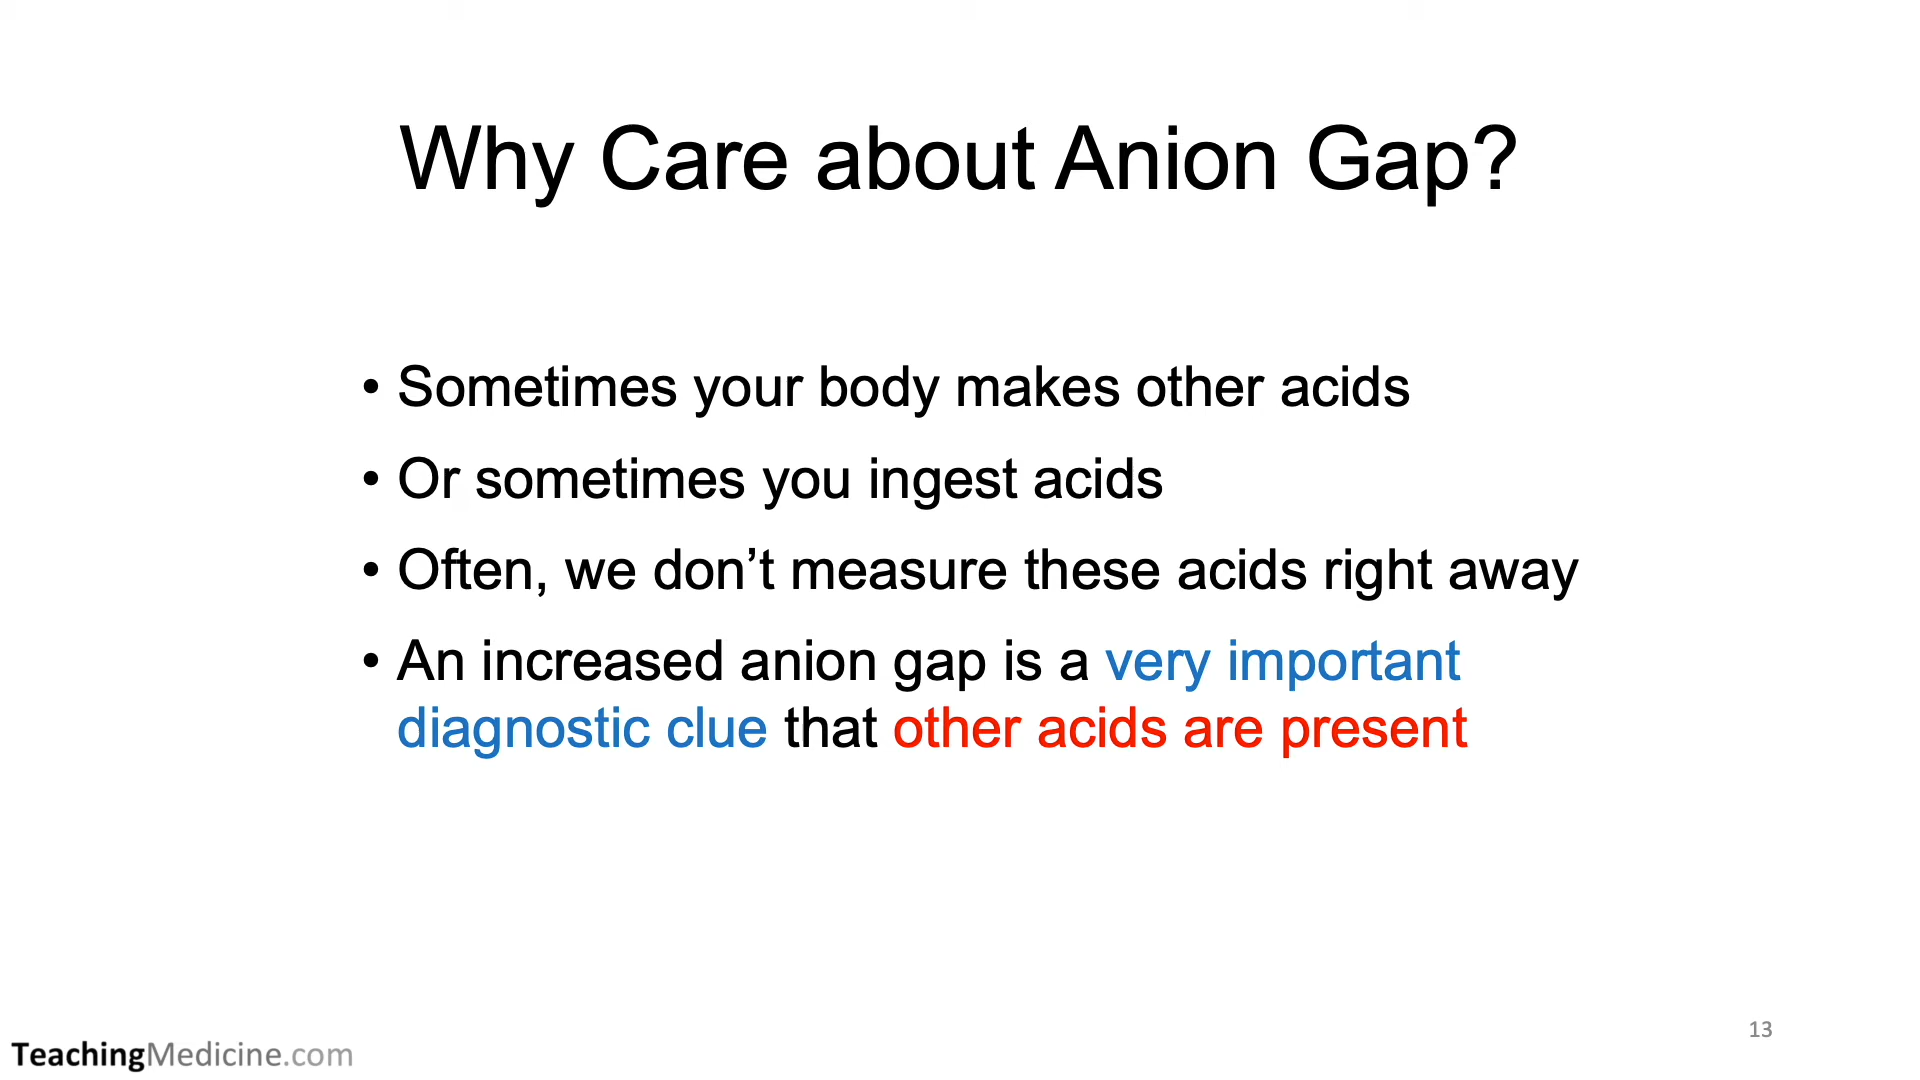 Why Care about Anion Gap?
• Sometimes your body makes other acids
• Or sometimes you ingest acids
• Often, we don’t measure these acids right away
• An increased anion gap is a very important
diagnostic clue that other acids are present
13
TeachingMedicine.com